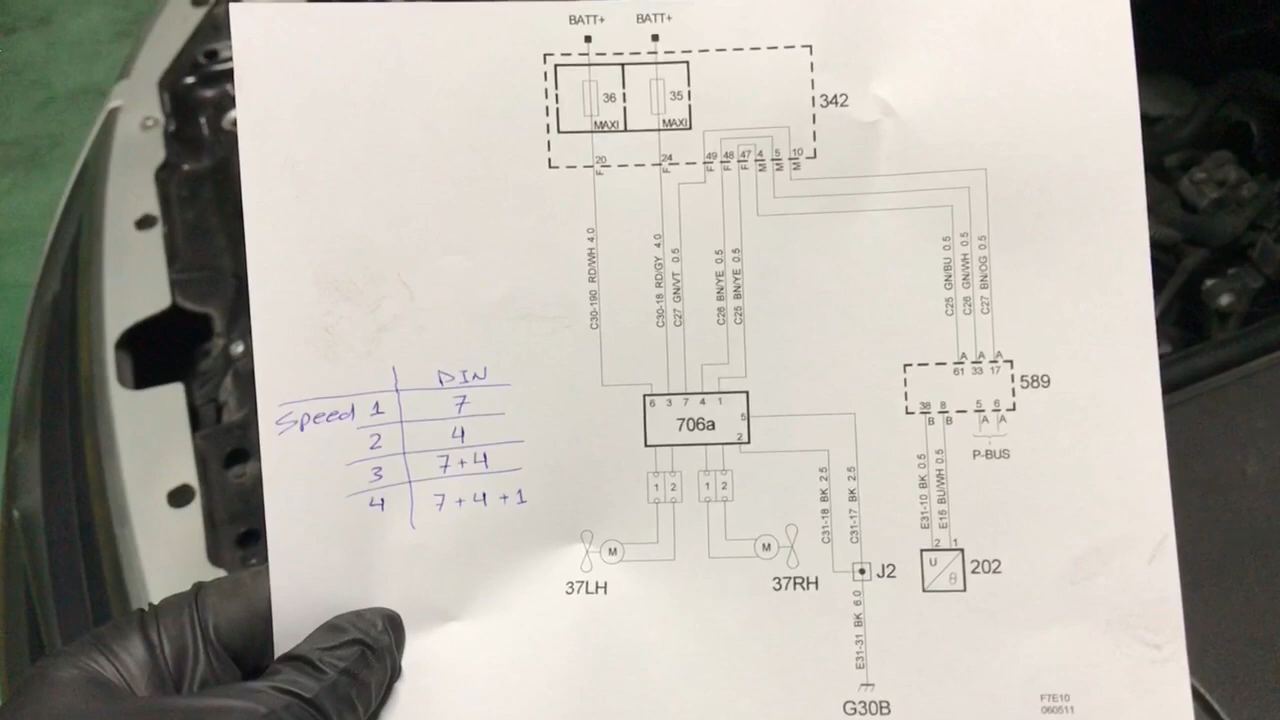 BATT+ BATT+
36 35
MAXI MAXI
342
20 24 49 48 47 4 5 10
F F F F F M M M
C30-190 RD/WH 4.0
C30-18 RD/GY 4.0
C27 GN/VT 0.5
C26 BN/YE 0.5
C25 BN/YE 0.5
C25 GN/BU 0.5
C26 GN/WH 0.5
C27 BN/OG 0.5
A A A
61 33 17
589
38 8 5 6
B B A A
P-BUS
DIN
Speed 1 7
2 4
3 7+4
4 7+4+1
6 3 7 4 1
706a
5
2
1 2 1 2
M M
37LH 37RH
C31-18 BK 2.5
C31-17 BK 2.5
E31-10 BK 0.5
E15 BU/WH 0.5
2 1
U
θ
202
J2
E31-31 BK 6.0
G30B
F7E10
060511